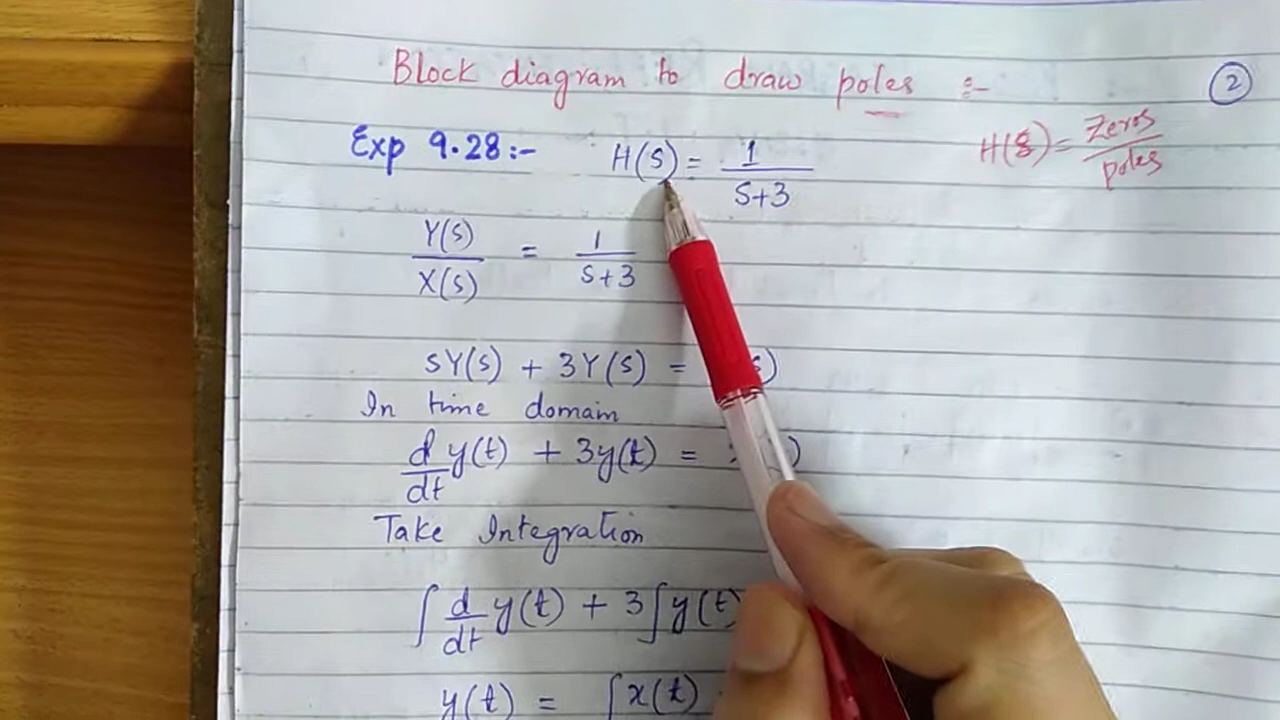 Block diagram to draw poles :-
2
Exp 9.28:- H(s) = 1/(s+3)
H(s) = Zeros/poles
Y(s)/X(s) = 1/(s+3)
sY(s) + 3Y(s) =
In time domain
d/dt y(t) + 3y(t) =
Take Integration
∫ d/dt y(t) + 3∫y(t)
y(t) = ∫x(t)